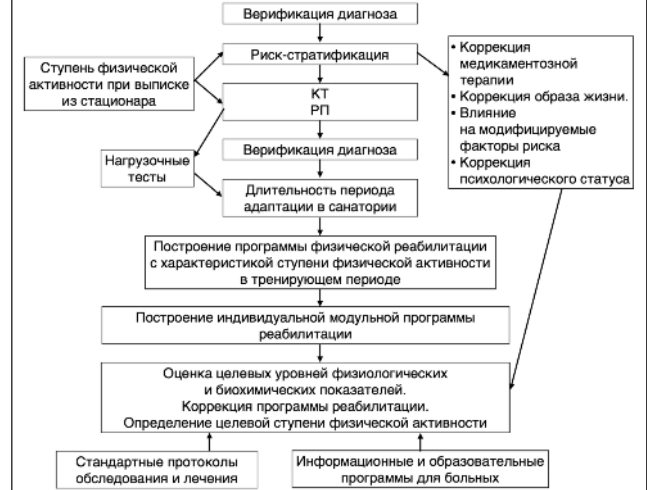 Верификация диагноза
Ступень физической
активности при выписке
из стационара
Риск-стратификация
• Коррекция
медикаментозной
терапии
• Коррекция образа жизни.
• Влияние
на модифицируемые
факторы риска
• Коррекция
психологического статуса
КТ
РП
Верификация диагноза
Нагрузочные
тесты
Длительность периода
адаптации в санатории
Построение программы физической реабилитации
с характеристикой ступени физической активности
в тренирующем периоде
Построение индивидуальной модульной программы
реабилитации
Оценка целевых уровней физиологических
и биохимических показателей.
Коррекция программы реабилитации.
Определение целевой ступени физической активности
Стандартные протоколы
обследования и лечения
Информационные и образовательные
программы для больных